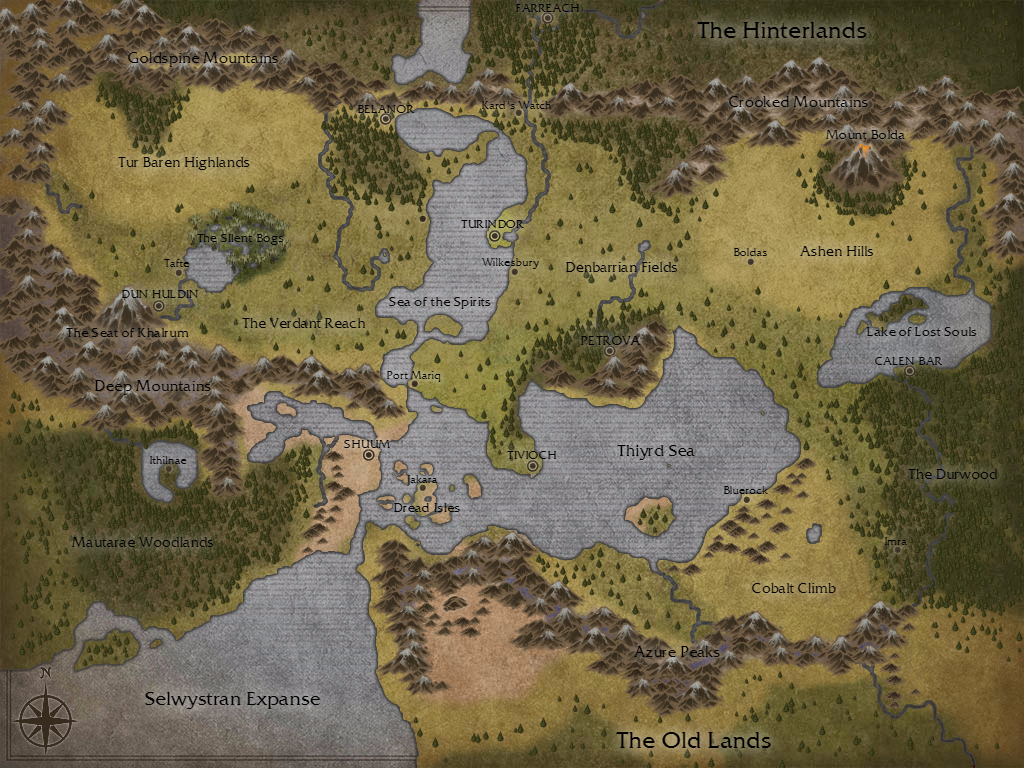 FARREACH
The Hinterlands
Goldspine Mountains
BELANOR
Kard's Watch
Crooked Mountains
Mount Bolda
Tur Baren Highlands
TURINDOR
The Silent Bogs
Tafte
Wilkesbury
Denbarrian Fields
Boldas
Ashen Hills
DUN HULDIN
Sea of the Spirits
The Seat of Khalrum
The Verdant Reach
Lake of Lost Souls
PETROVA
CALEN BAR
Deep Mountains
Port Mariq
SHUUM
Ithilnae
TIVIOCH
Thiyrd Sea
Jakara
Dread Isles
Bluerock
The Durwood
Mautarae Woodlands
Imra
Cobalt Climb
Azure Peaks
N
Selwystran Expanse
The Old Lands